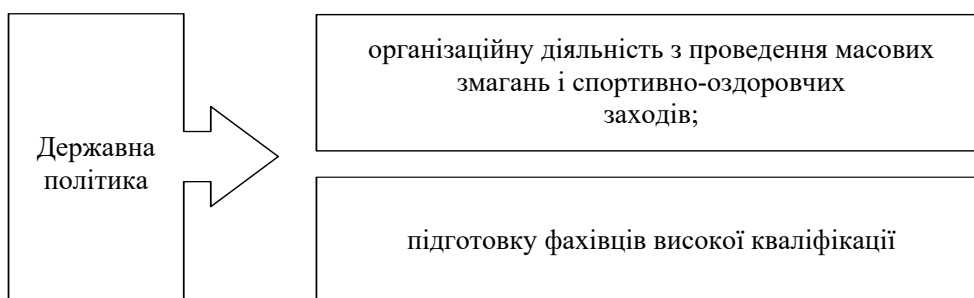 Державна
політика
організаційну діяльність з проведення масових
змагань і спортивно-оздоровчих
заходів;
підготовку фахівців високої кваліфікації